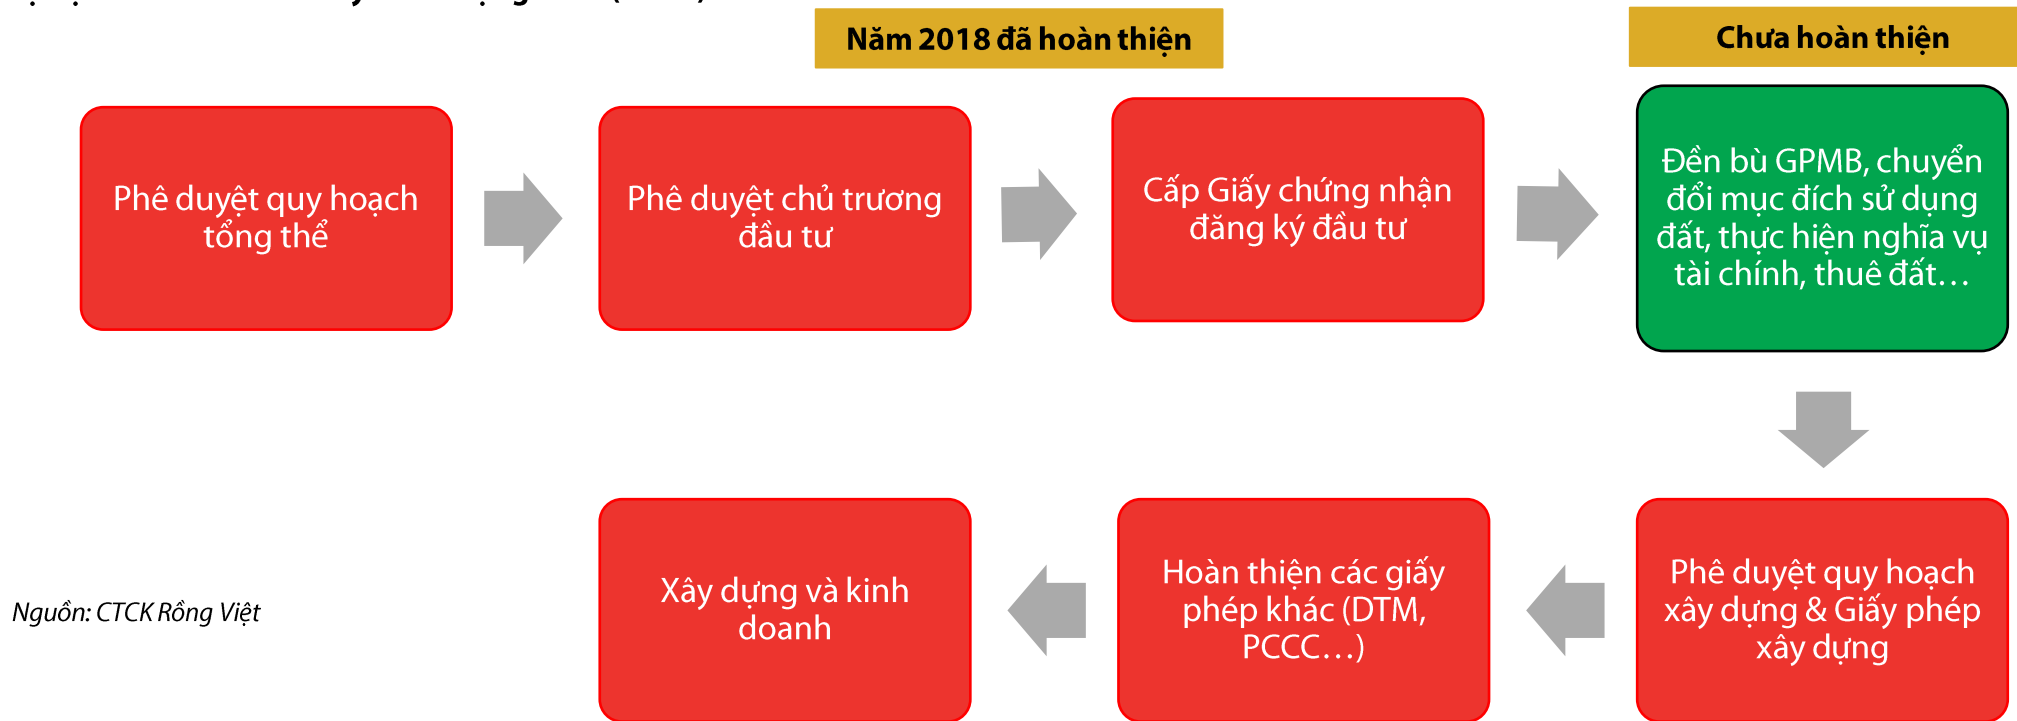 Năm 2018 đã hoàn thiện
Chưa hoàn thiện
Phê duyệt quy hoạch
tổng thể
Phê duyệt chủ trương
đầu tư
Cấp Giấy chứng nhận
đăng ký đầu tư
Đền bù GPMB, chuyển
đổi mục đích sử dụng
đất, thực hiện nghĩa vụ
tài chính, thuê đất...
Phê duyệt quy hoạch
xây dựng & Giấy phép
xây dựng
Hoàn thiện các giấy
phép khác (DTM,
PCCC...)
Xây dựng và kinh
doanh
Nguồn: CTCK Rồng Việt